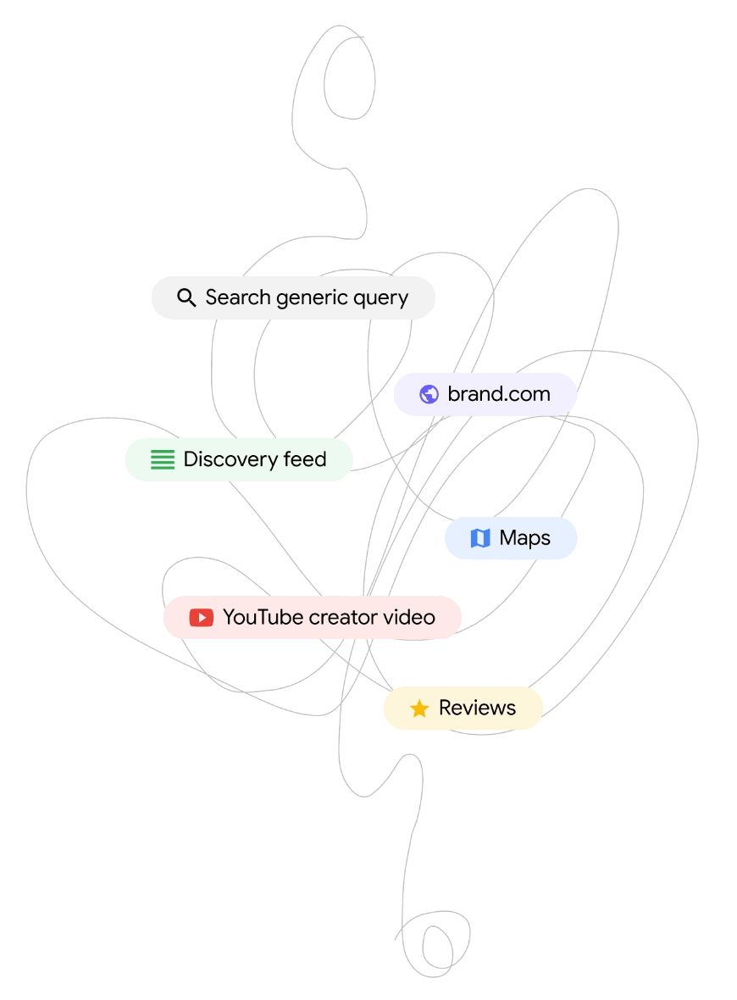 Search generic query
brand.com
Discovery feed
Maps
YouTube creator video
Reviews